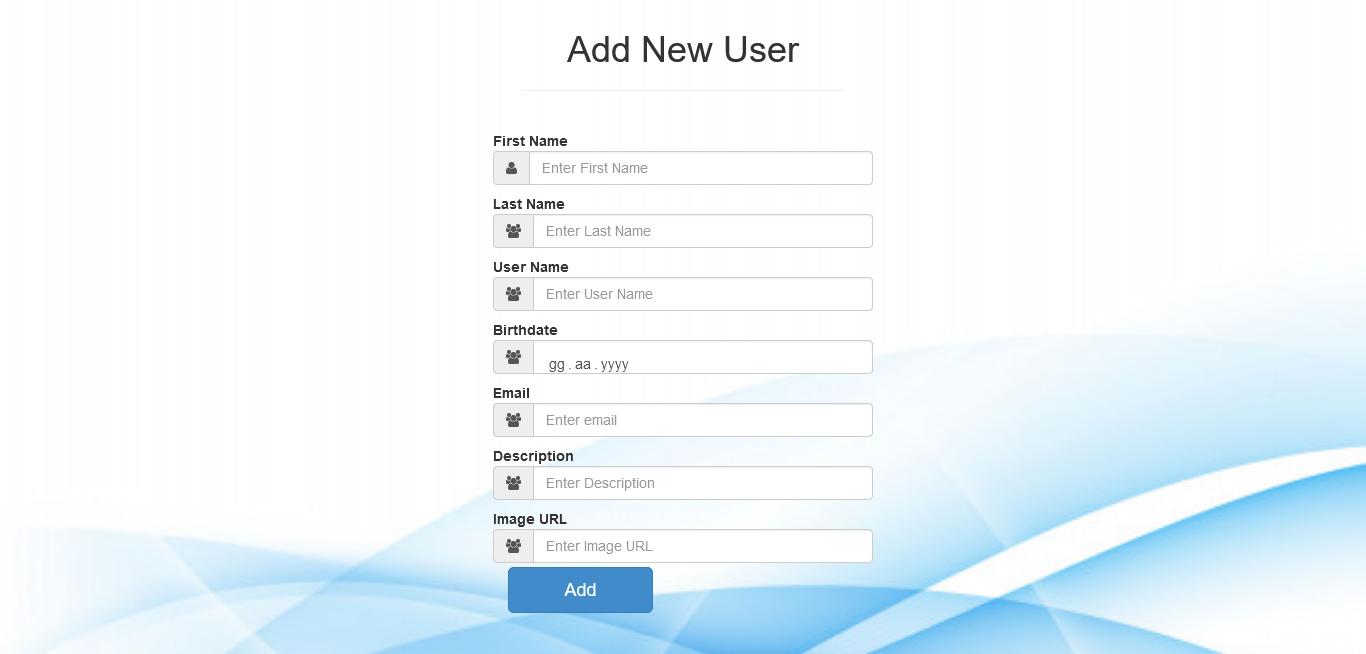 Add New User
First Name
Enter First Name
Last Name
Enter Last Name
User Name
Enter User Name
Birthdate
gg . aa . yyyy
Email
Enter email
Description
Enter Description
Image URL
Enter Image URL
Add